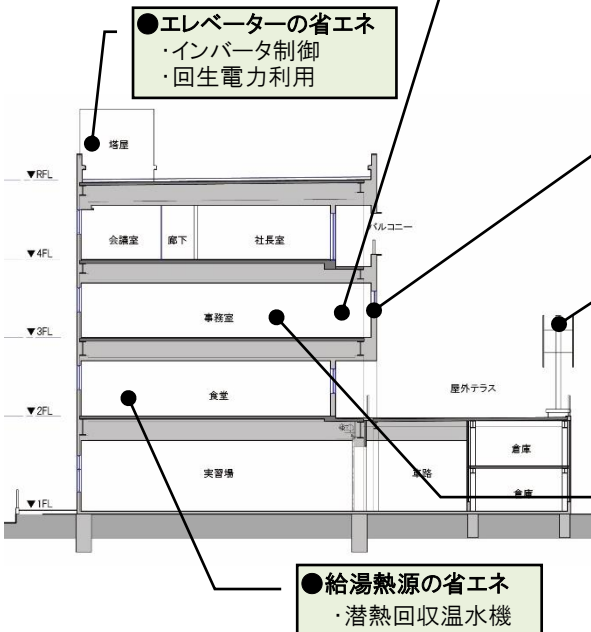 ●エレベーターの省エネ
・インバータ制御
・回生電力利用
塔屋
▼RFL
バルコニー
会議室 廊下 社長室
▼4FL
事務室
▼3FL
屋外テラス
食堂
▼2FL
倉庫
実習場 車路
倉庫
▼1FL
●給湯熱源の省エネ
・潜熱回収温水機